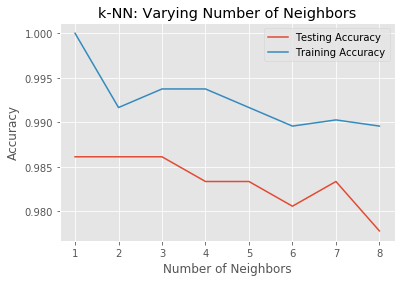 k-NN: Varying Number of Neighbors
Testing Accuracy
Training Accuracy
Accuracy
1.000
0.995
0.990
0.985
0.980
1 2 3 4 5 6 7 8
Number of Neighbors